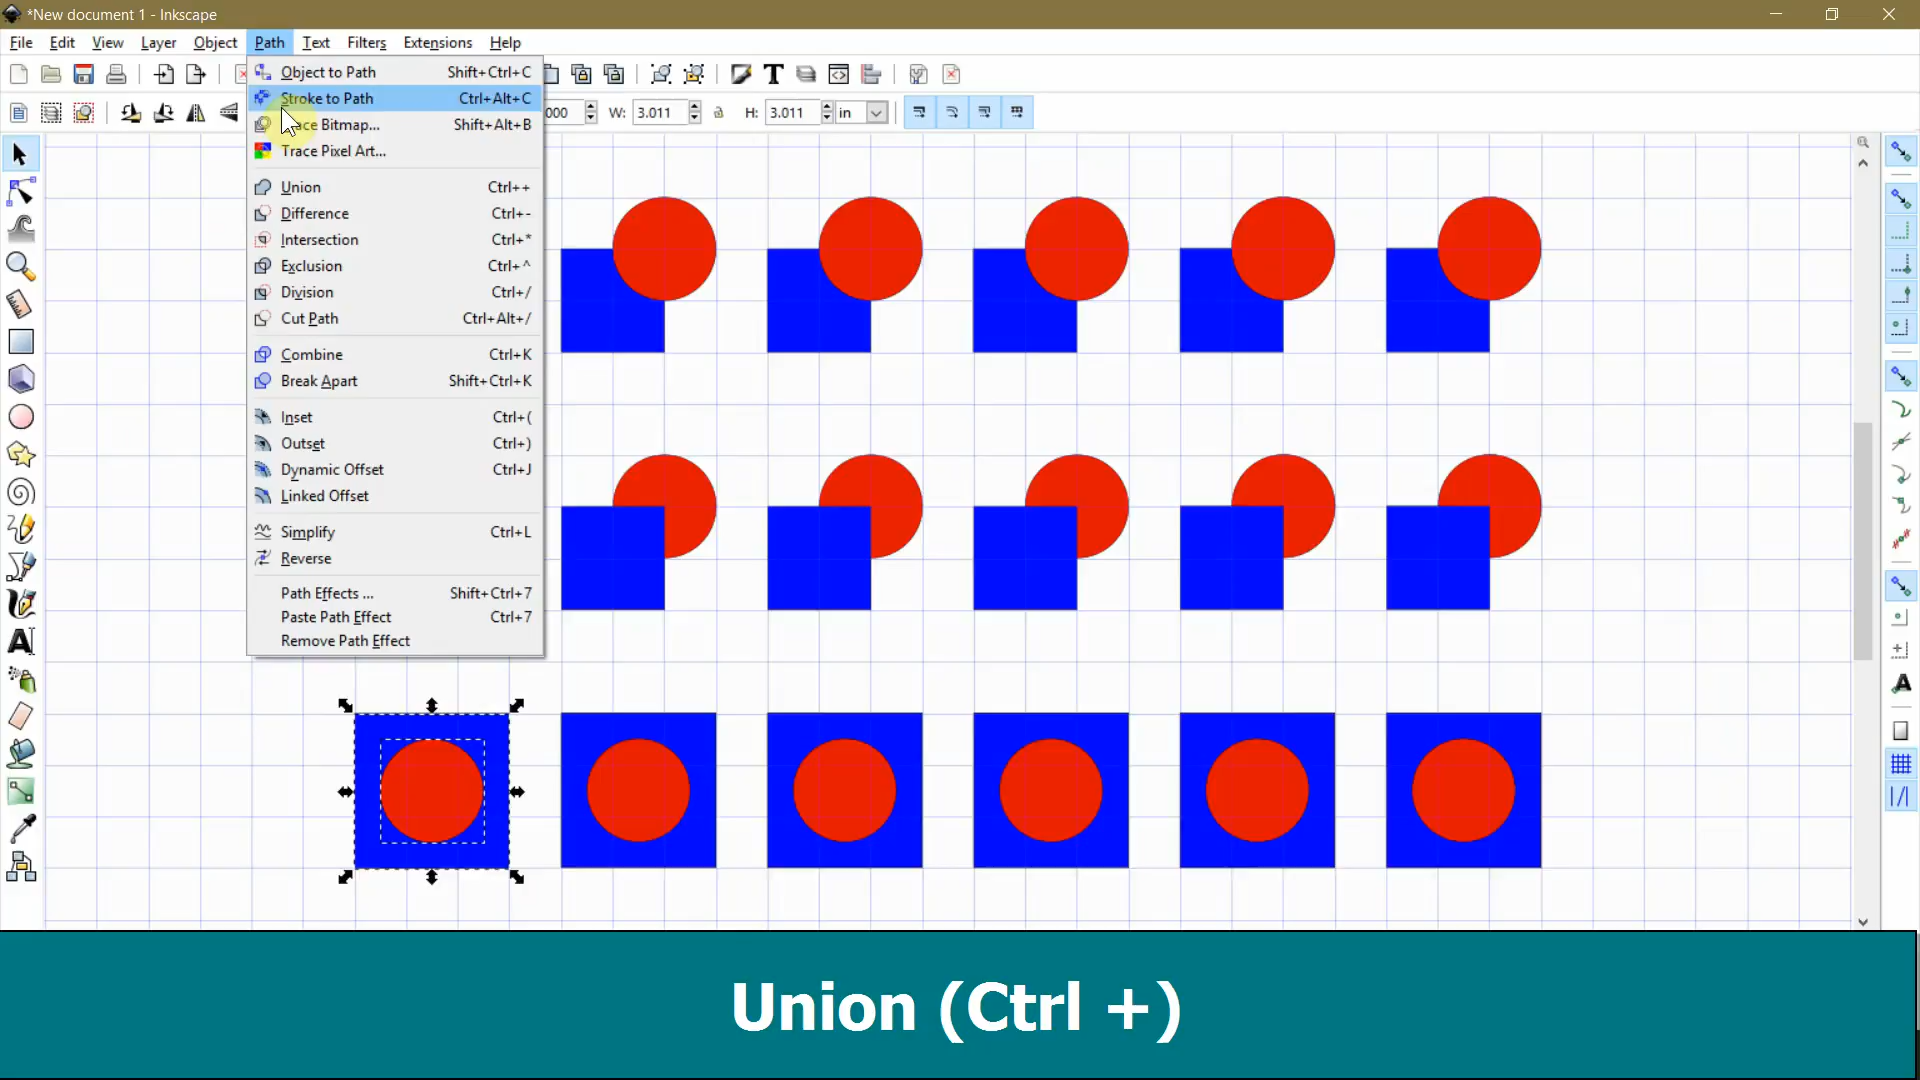 *New document 1 - Inkscape
File Edit View Layer Object Path Text Filters Extensions Help
Object to Path Shift+Ctrl+C
Stroke to Path Ctrl+Alt+C
000 W: 3.011 H: 3.011 in
ace Bitmap... Shift+Alt+B
Trace Pixel Art...
Union Ctrl++
Difference Ctrl+-
Intersection Ctrl+*
Exclusion Ctrl+^
Division Ctrl+/
Cut Path Ctrl+Alt+/
Combine Ctrl+K
Break Apart Shift+Ctrl+K
Inset Ctrl+(
Outset Ctrl+)
Dynamic Offset Ctrl+J
Linked Offset
Simplify Ctrl+L
Reverse
Path Effects ... Shift+Ctrl+7
Paste Path Effect Ctrl+7
Remove Path Effect
Union (Ctrl +)